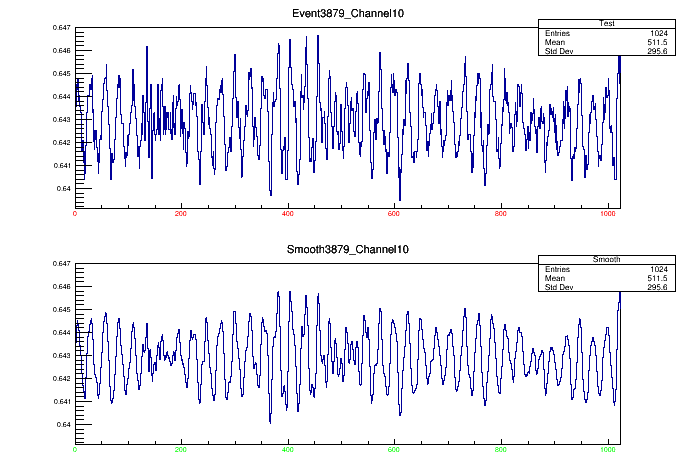 Event3879_Channel10
Test
Entries 1024
Mean 511.5
Std Dev 295.6
0.647
0.646
0.645
0.644
0.643
0.642
0.641
0.64
0 200 400 600 800 1000
Smooth3879_Channel10
Smooth
Entries 1024
Mean 511.5
Std Dev 295.6
0.647
0.646
0.645
0.644
0.643
0.642
0.641
0.64
0 200 400 600 800 1000